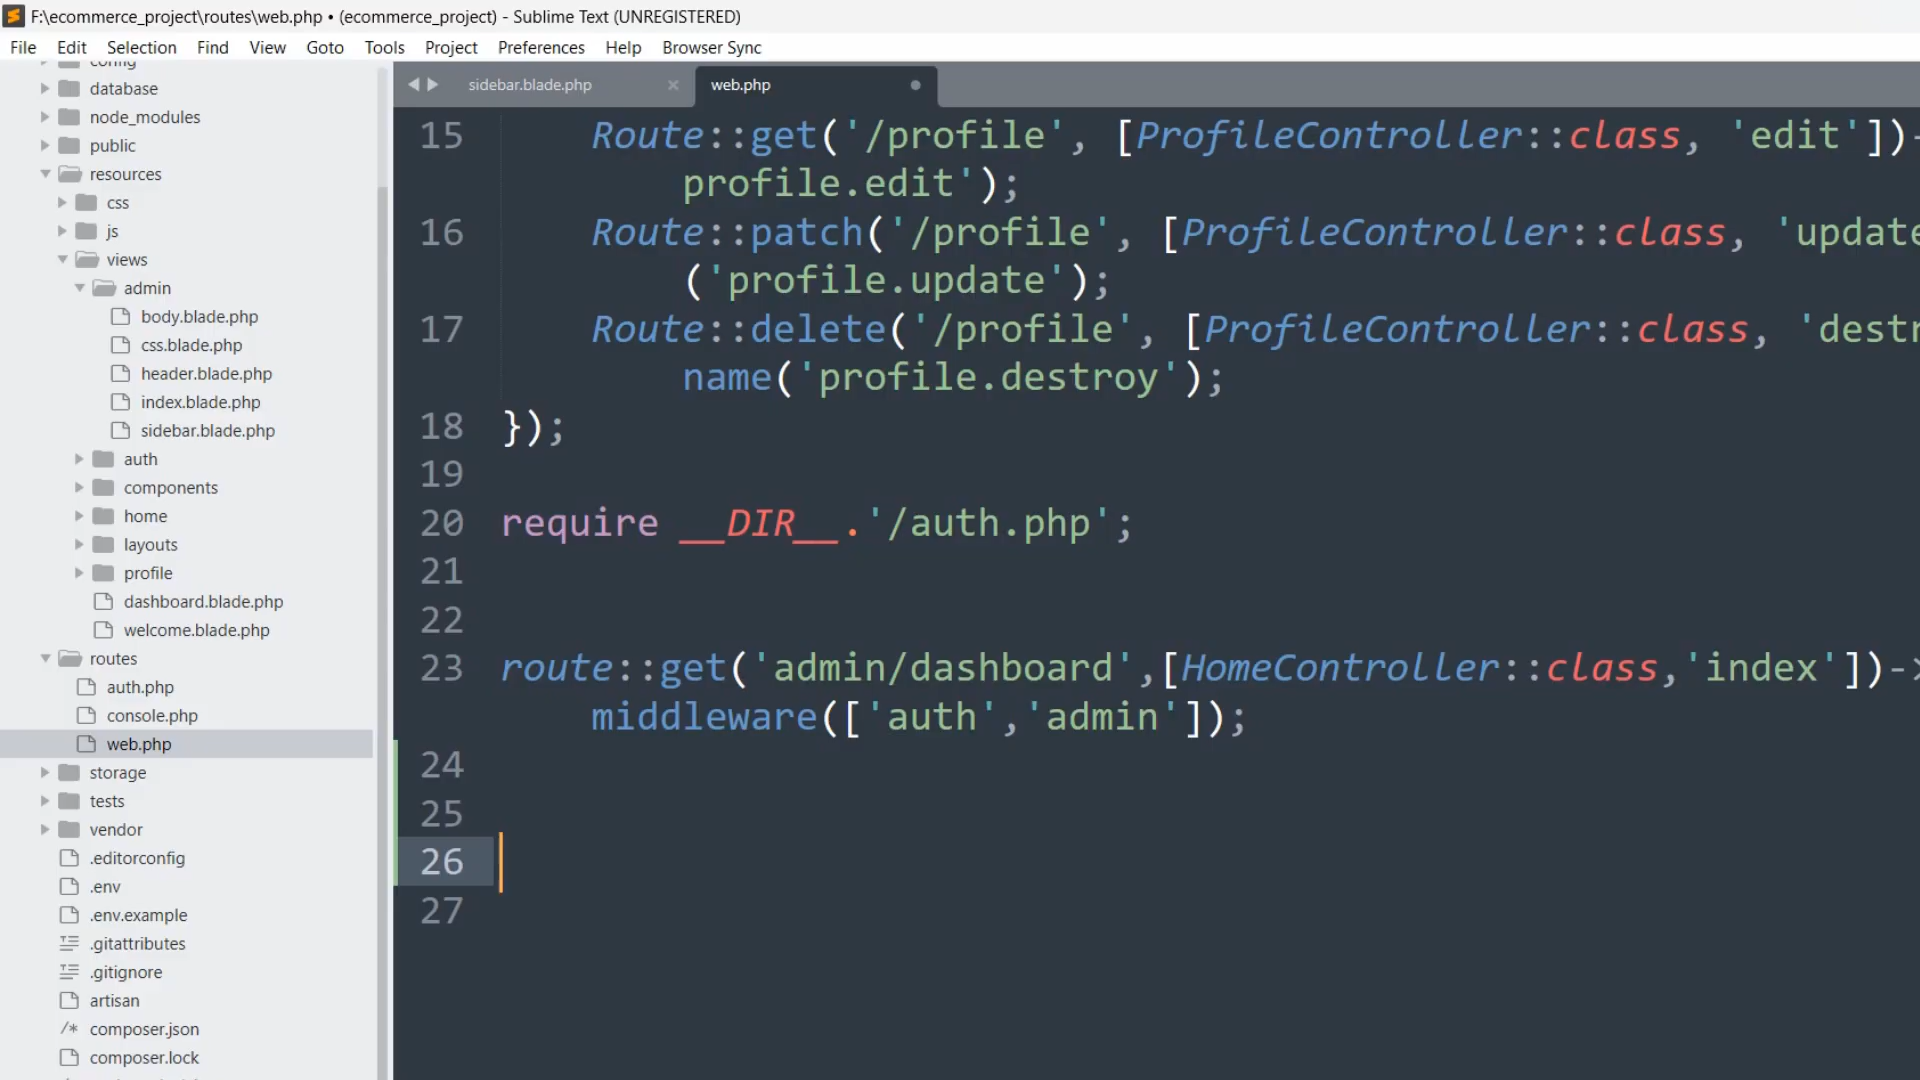 F:\ecommerce_project\routes\web.php • (ecommerce_project) - Sublime Text (UNREGISTERED)
File Edit Selection Find View Goto Tools Project Preferences Help Browser Sync
config
database
node_modules
public
resources
css
js
views
admin
body.blade.php
css.blade.php
header.blade.php
index.blade.php
sidebar.blade.php
auth
components
home
layouts
profile
dashboard.blade.php
welcome.blade.php
routes
auth.php
console.php
web.php
storage
tests
vendor
.editorconfig
.env
.env.example
.gitattributes
.gitignore
artisan
composer.json
composer.lock
sidebar.blade.php × web.php
15 Route::get('/profile', [ProfileController::class, 'edit'])-
profile.edit');
16 Route::patch('/profile', [ProfileController::class, 'update
('profile.update');
17 Route::delete('/profile', [ProfileController::class, 'destr
name('profile.destroy');
18 });
19
20 require __DIR__.'/auth.php';
21
22
23 route::get('admin/dashboard',[HomeController::class,'index'])->
middleware(['auth','admin']);
24
25
26
27